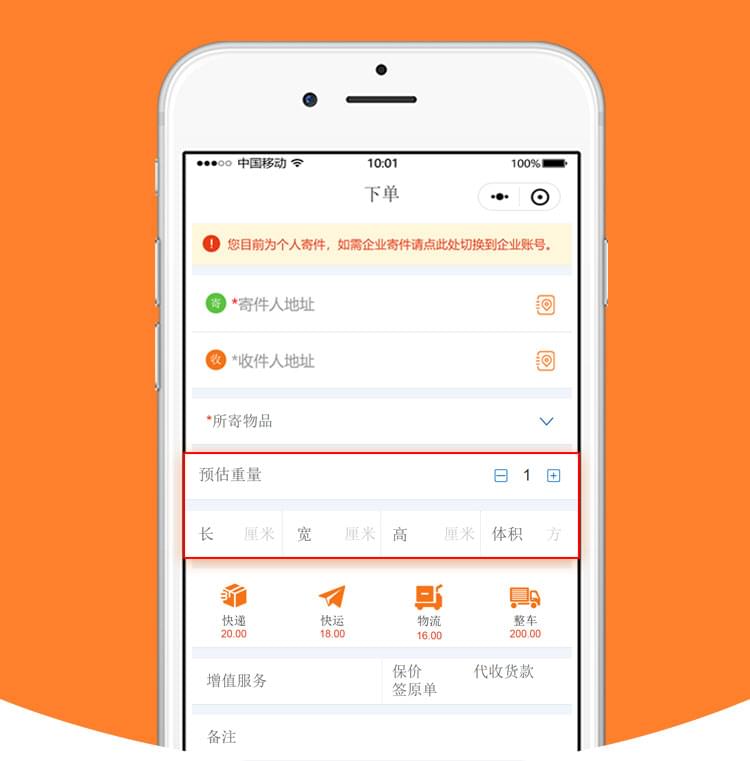 中国移动 10:01 100%
下单
! 您目前为个人寄件，如需企业寄件请点此处切换到企业账号。
寄 *寄件人地址
收 *收件人地址
*所寄物品
预估重量 1
长 厘米 宽 厘米 高 厘米 体积 方
快递 快运 物流 整车
20.00 18.00 16.00 200.00
增值服务 保价 代收货款
签原单
备注